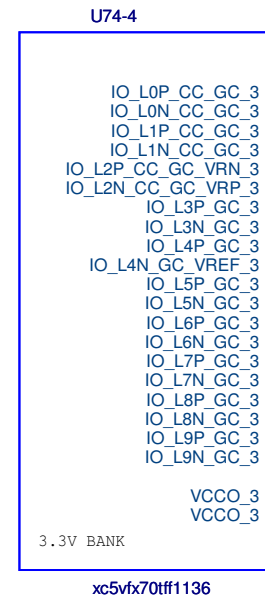 U74-4
IO_L0P_CC_GC_3
IO_L0N_CC_GC_3
IO_L1P_CC_GC_3
IO_L1N_CC_GC_3
IO_L2P_CC_GC_VRN_3
IO_L2N_CC_GC_VRP_3
IO_L3P_GC_3
IO_L3N_GC_3
IO_L4P_GC_3
IO_L4N_GC_VREF_3
IO_L5P_GC_3
IO_L5N_GC_3
IO_L6P_GC_3
IO_L6N_GC_3
IO_L7P_GC_3
IO_L7N_GC_3
IO_L8P_GC_3
IO_L8N_GC_3
IO_L9P_GC_3
IO_L9N_GC_3
VCCO_3
VCCO_3
3.3V BANK
xc5vfx70tff1136